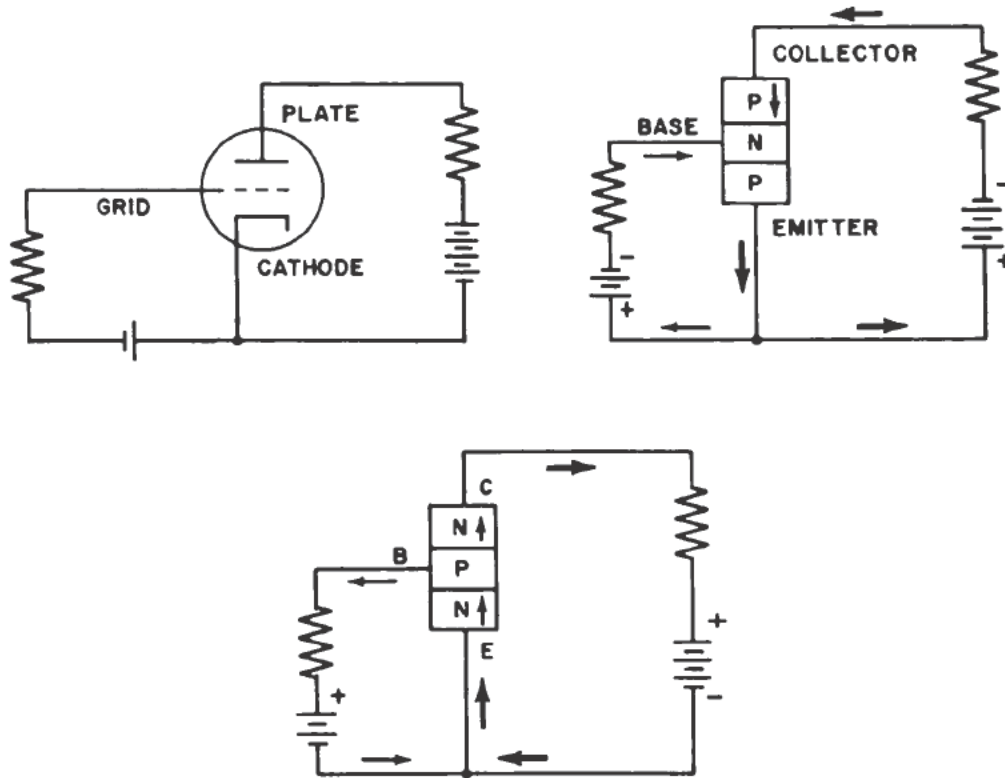 PLATE
GRID
CATHODE
COLLECTOR
P
BASE
N
P
EMITTER
-
+
-
+
C
N
B
P
N
E
+
+
-